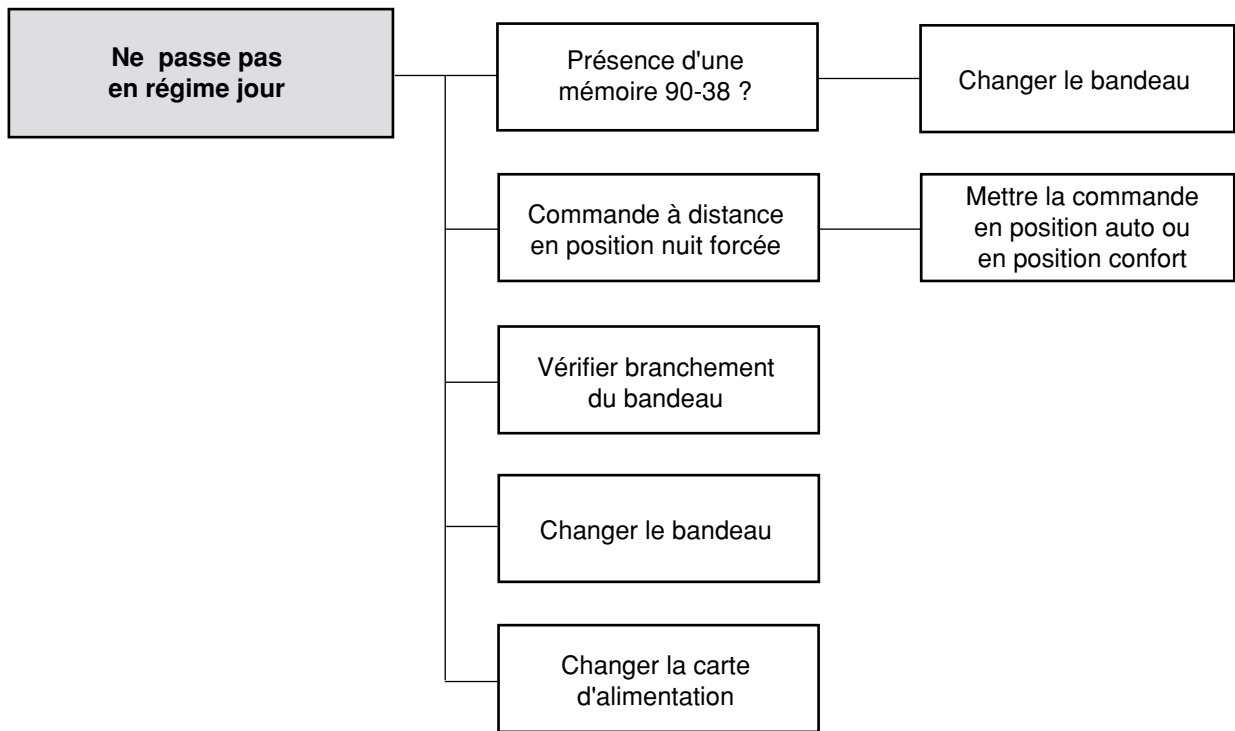 Ne passe pas
en régime jour
Présence d'une
mémoire 90-38 ?
Changer le bandeau
Commande à distance
en position nuit forcée
Mettre la commande
en position auto ou
en position confort
Vérifier branchement
du bandeau
Changer le bandeau
Changer la carte
d'alimentation